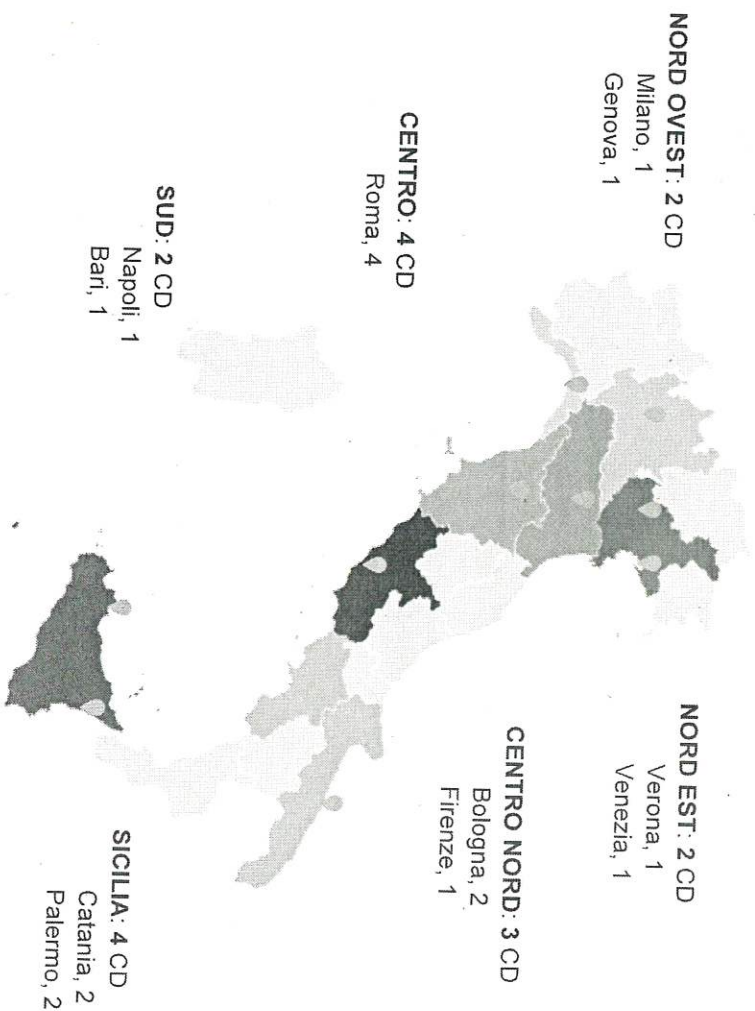 NORD OVEST: 2 CD
Milano, 1
Genova, 1
NORD EST: 2 CD
Verona, 1
Venezia, 1
CENTRO: 4 CD
Roma, 4
CENTRO NORD: 3 CD
Bologna, 2
Firenze, 1
SUD: 2 CD
Napoli, 1
Bari, 1
SICILIA: 4 CD
Catania, 2
Palermo, 2